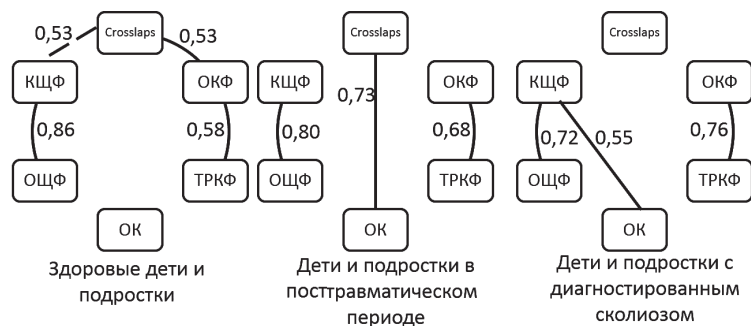 Crosslaps
0,53
0,53
КЩФ
ОКФ
0,86
0,58
ОЩФ
ТРКФ
ОК
Здоровые дети и
подростки
Crosslaps
КЩФ
0,73
ОКФ
0,80
0,68
ОЩФ
ТРКФ
ОК
Дети и подростки в
посттравматическом
периоде
Crosslaps
КЩФ
ОКФ
0,72
0,55
0,76
ОЩФ
ТРКФ
ОК
Дети и подростки с
диагностированным
сколиозом